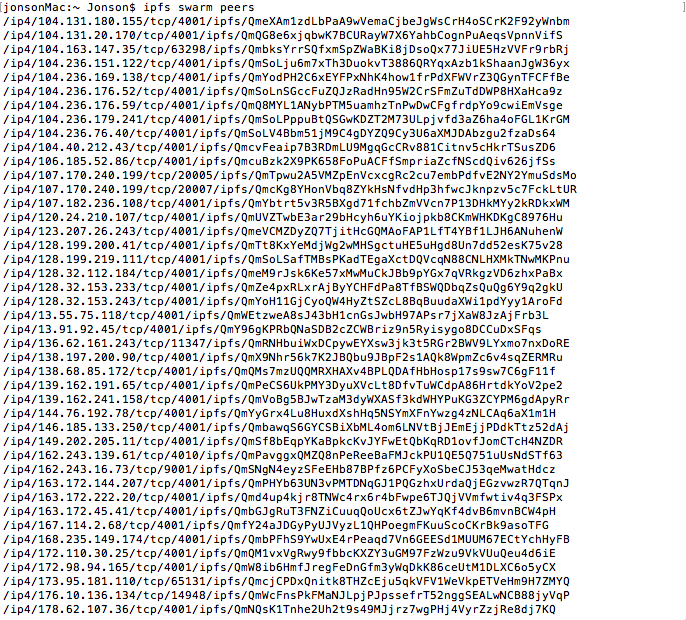 jonsonMac:~ Jonson$ ipfs swarm peers
/ip4/104.131.180.155/tcp/4001/ipfs/QmeXAm1zdLbPaA9wVemaCjbeJgWsCrH4oSCrK2F92yWnbm
/ip4/104.131.20.147/tcp/4001/ipfs/QmQG8e6xjqbwK7BCURayW7X6YahbCognPuAeqsVpnnVifS
/ip4/104.163.47.35/tcp/63298/ipfs/QmbksYrrSQfxmSpZWaBKi8jDsoQx77JiUE5HzVVFr9rbRj
/ip4/104.236.151.122/tcp/4001/ipfs/QmSoLju6m7xTh3DuokvT3886QRYqxAzb1kShaanJgW36yx
/ip4/104.236.169.138/tcp/4001/ipfs/QmYodPH2C6xEYFPxNhK4how1frPdXFWVrZ3QGynTFCFfBe
/ip4/104.236.176.52/tcp/4001/ipfs/QmSoLnSGccFuZQJzRadHn95W2CrSFmZuTdDWP8HXaHca9z
/ip4/104.236.176.59/tcp/4001/ipfs/QmQ8MYL1ANybPTM5uamhzTnPwDwCFgfrdpYo9cwiEmVsge
/ip4/104.236.179.241/tcp/4001/ipfs/QmSoLPppuBtQSGwKDZT2M73ULpjvfd3aZ6ha4oFGL1KrGM
/ip4/104.236.76.40/tcp/4001/ipfs/QmSoLV4Bbm51jM9C4gDYZQ9Cy3U6aXMJDAbzgu2fzaDs64
/ip4/104.40.212.43/tcp/4001/ipfs/QmcvFeaip7B3RDmLU9MgqGcCRv881Citnv5cHkrTSusZD6
/ip4/106.185.52.86/tcp/4001/ipfs/QmcuBzk2X9PK658FoPuACFfSmpriaZcfNScdQiv626jfSs
/ip4/107.170.240.199/tcp/20005/ipfs/QmTpwu2A5VMZpEnVcxcgRc2cu7embPdfvE2NY2YmuSdsMo
/ip4/107.170.240.199/tcp/20007/ipfs/QmcKg8YHonVbq8ZYkHsNfvdHp3hfwcJknpzv5c7FckLtUR
/ip4/107.182.236.108/tcp/4001/ipfs/QmYbtrt5v3R5BXgd71fchbZmVVcn7P13DHkMYy2kRDkxWM
/ip4/120.24.210.107/tcp/4001/ipfs/QmUVZTwbE3ar29bHcyh6uYKiojpkb8CKmWHKDKgC8976Hu
/ip4/123.207.26.243/tcp/4001/ipfs/QmeVCMZDyZQ7TjitHcGQMAoFAP1LfT4YBf1LJH6ANuhenW
/ip4/128.199.200.41/tcp/4001/ipfs/QmTt8KxYeMdjWg2wMHSgctuHE5uHgd8Un7dd52esK75v28
/ip4/128.199.219.111/tcp/4001/ipfs/QmSoLSafTMBsPKadTEgaXctDQVcqN88CNLHXMkTNwMKPnu
/ip4/128.32.112.184/tcp/4001/ipfs/QmeM9rJsk6Ke57xMwMuCkJBb9pYGx7qVRkgzVD6zhxPaBx
/ip4/128.32.153.233/tcp/4001/ipfs/QmZe4pxRLxrAjByYCHFdPa8TfBSWQDbqZsQuQg6Y9q2gkU
/ip4/128.32.153.243/tcp/4001/ipfs/QmYoH11GjCyoQW4HyZtSZcL8BqBuudaXWi1pdYyy1AroFd
/ip4/13.55.75.118/tcp/4001/ipfs/QmWEtzweA8sJ43bH1cnGsJwbH97APsr7jXaW8JzAjFrb3L
/ip4/13.91.92.45/tcp/4001/ipfs/QmY96gKPRbQNaSDB2cZCWBriz9n5Ryisygo8DCCuDxSFqs
/ip4/136.62.161.243/tcp/11347/ipfs/QmRNHbuiWxDCpywEYXsw3jk3t5RGr2BWV9LYxmo7nxDoRE
/ip4/138.197.200.90/tcp/4001/ipfs/QmX9Nhr56k7K2JBQbu9JBpF2s1AQk8WpmZc6v4sqZERMRu
/ip4/138.68.85.172/tcp/4001/ipfs/QmQMs7mzUQQMRXHAXv4BPLQDAfHbHosp17s9sw7C6gF11f
/ip4/139.162.191.65/tcp/4001/ipfs/QmPeCS6UkPMY3DyuXVcLt8DfvTuWCdpA86HrtdkYoV2pe2
/ip4/139.162.241.158/tcp/4001/ipfs/QmVoBg5BJwTzaM3dyWXASf3kdWHYPuKG3ZCYPM6gdApyRr
/ip4/144.76.192.78/tcp/4001/ipfs/QmYyGrx4Lu8HuxdXshHq5NSYmXFnYwzg4zNLCAq6aX1m1H
/ip4/146.185.133.250/tcp/4001/ipfs/QmbawqS6GYCSBiXbML4om6LNVtBjJEmEjjPDdkTtz52dAj
/ip4/149.202.205.11/tcp/4001/ipfs/QmSf8bEqpYKaBpkcKvJYFwEtQbKqRD1ovfJomCTcH4NZDR
/ip4/162.243.139.61/tcp/4010/ipfs/QmPavggxQMZQ8nPeReeBaFMJckPU1QE5Q751uUsNdSTf63
/ip4/162.243.16.73/tcp/9001/ipfs/QmSNgN4eyzSFeEHb87BPfz6PCFyXoSbeCJ53qeMwatHdcz
/ip4/163.172.144.207/tcp/4001/ipfs/QmPHYb63UN3vPMTDNqGJ1PQGzhxUrdaQjEGzvwzR7QTqnJ
/ip4/163.172.222.20/tcp/4001/ipfs/Qmd4up4kjr8TNWc4rx6r4bFwpe6TJQjVVmfwtiv4q3FSPx
/ip4/163.172.45.41/tcp/4001/ipfs/QmbGJgRuT3FNZiCuuqQoUcx6tZJwYqKf4dvB6mvnBCW4pH
/ip4/167.114.2.68/tcp/4001/ipfs/QmfY24aJDGyPyUJVyzL1QHPoegmFKuuScoCKrBk9asoTFG
/ip4/168.235.149.174/tcp/4001/ipfs/QmbPFhS9YwUxE4rPeaqd7Vn6GEESd1MUUM67ECtYchHyFB
/ip4/172.110.30.25/tcp/4001/ipfs/QmQM1vxVgRwy9fbbcKXZY3uGM97FzWzu9VkVUuQeu4d6iE
/ip4/172.98.94.165/tcp/4001/ipfs/QmW8ib6HmfJregFeDnGfm3yWqDkK86ceUtM1DLXC6o5yCX
/ip4/173.95.181.110/tcp/65131/ipfs/QmcjCPDxQnitk8THZcEju5qkVFV1WeVkpETVeHm9H7ZMYQ
/ip4/176.10.136.134/tcp/14948/ipfs/QmWcFnsPkFMaNJLpjPJpssefrT52nggSEALwNCB88jyVqP
/ip4/178.62.107.36/tcp/4001/ipfs/QmNQsK1Tnhe2Uh2t9s49MJjrz7wgPHj4VyrZzjRe8dj7KQ